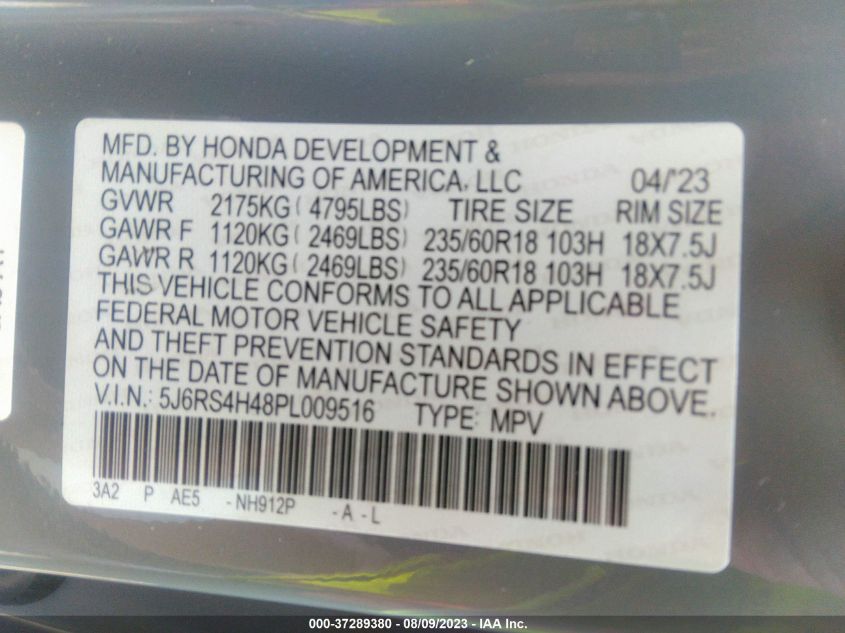 MFD. BY HONDA DEVELOPMENT &
MANUFACTURING OF AMERICA, LLC 04/'23
GVWR 2175KG ( 4795LBS) TIRE SIZE RIM SIZE
GAWR F 1120KG ( 2469LBS) 235/60R18 103H 18X7.5J
GAWR R 1120KG ( 2469LBS) 235/60R18 103H 18X7.5J
THIS VEHICLE CONFORMS TO ALL APPLICABLE
FEDERAL MOTOR VEHICLE SAFETY
AND THEFT PREVENTION STANDARDS IN EFFECT
ON THE DATE OF MANUFACTURE SHOWN ABOVE.
V.I.N.: 5J6RS4H48PL009516 TYPE: MPV
3A2 P AE5 -NH912P -A-L
000-37289380 - 08/09/2023 - IAA Inc.